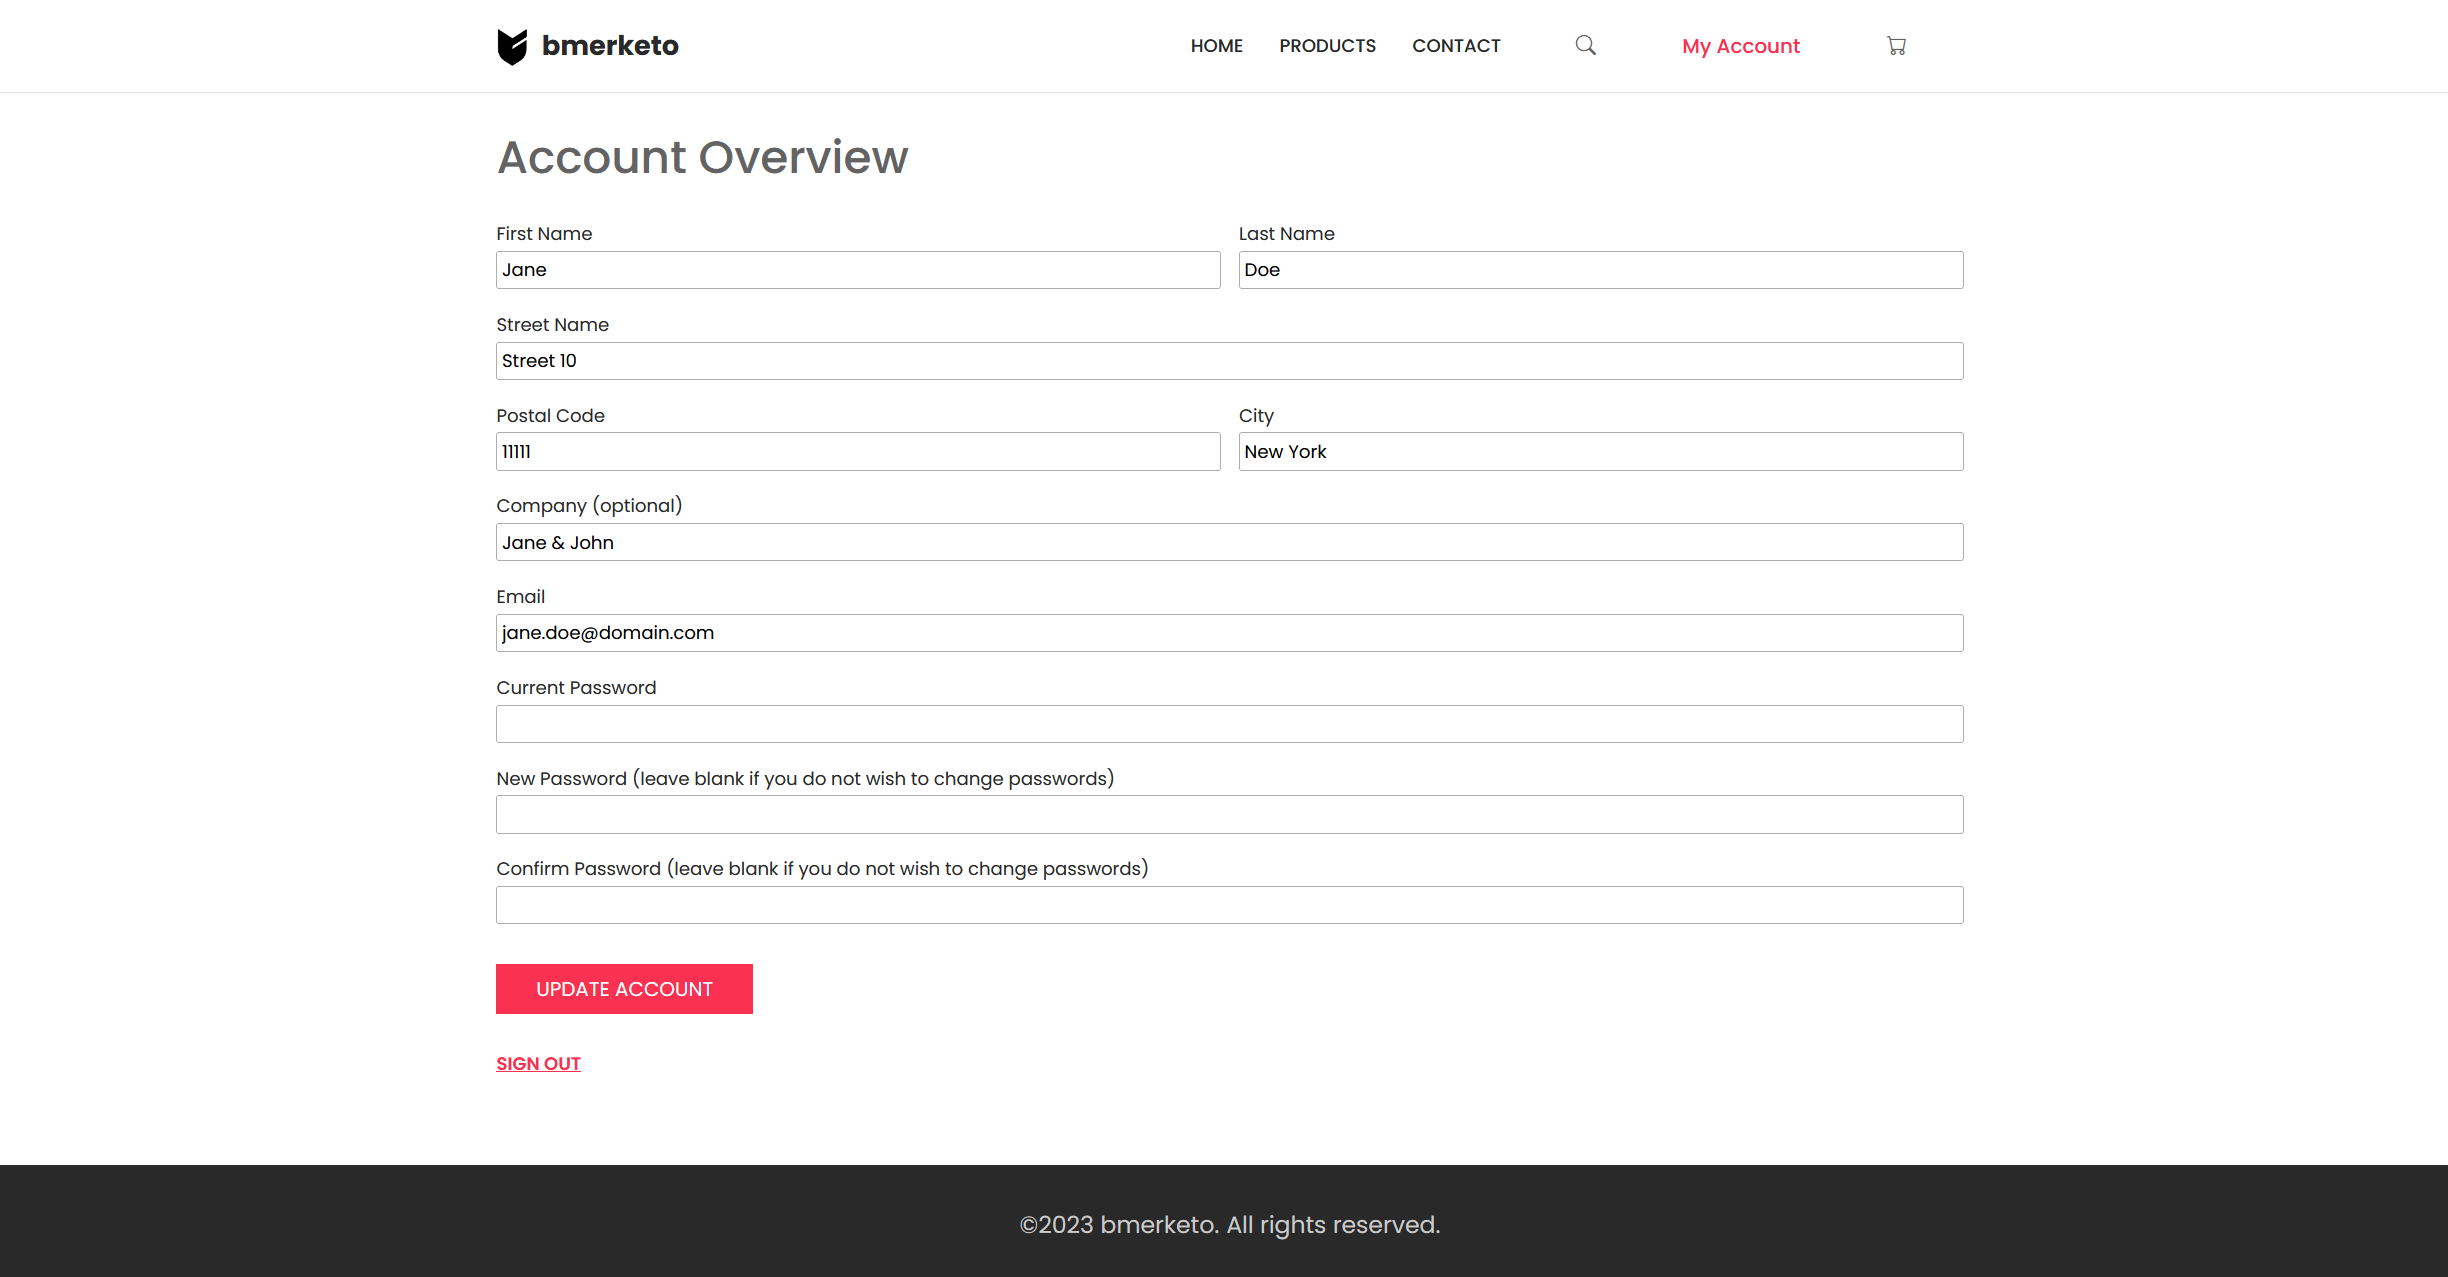 bmerketo
HOME PRODUCTS CONTACT My Account
Account Overview
First Name Last Name
Jane Doe
Street Name
Street 10
Postal Code City
11111 New York
Company (optional)
Jane & John
Email
jane.doe@domain.com
Current Password
New Password (leave blank if you do not wish to change passwords)
Confirm Password (leave blank if you do not wish to change passwords)
UPDATE ACCOUNT
SIGN OUT
©2023 bmerketo. All rights reserved.